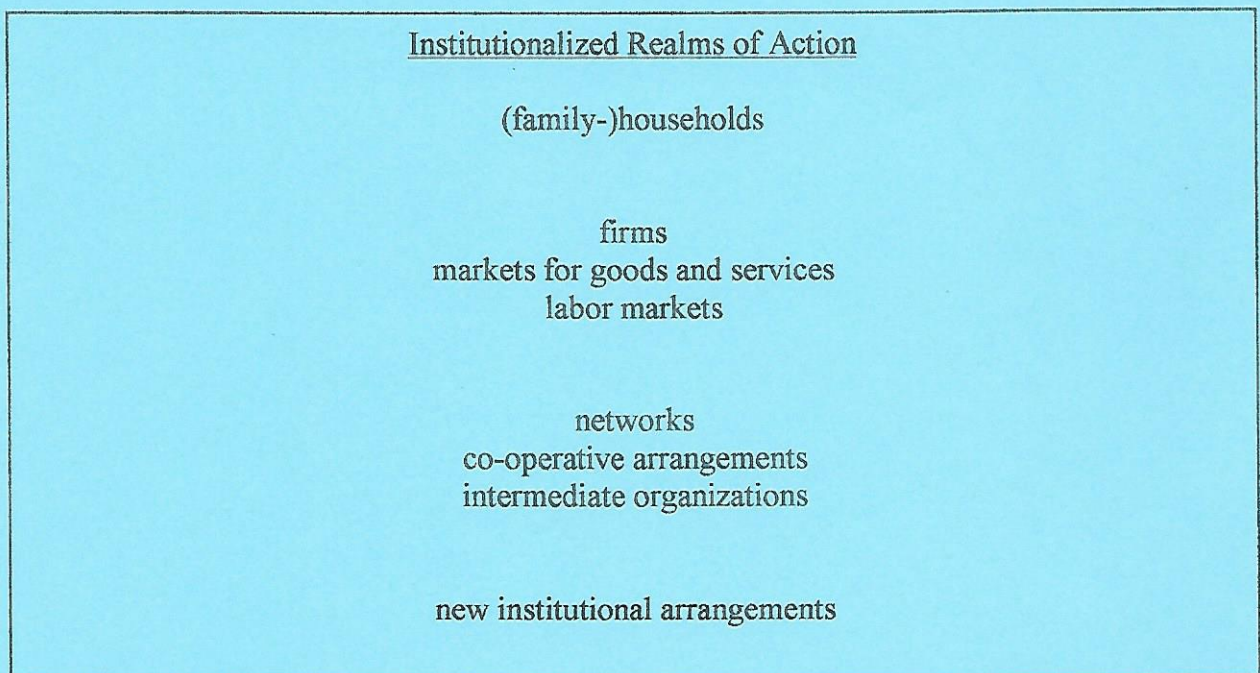 Institutionalized Realms of Action
(family-)households
firms
markets for goods and services
labor markets
networks
co-operative arrangements
intermediate organizations
new institutional arrangements